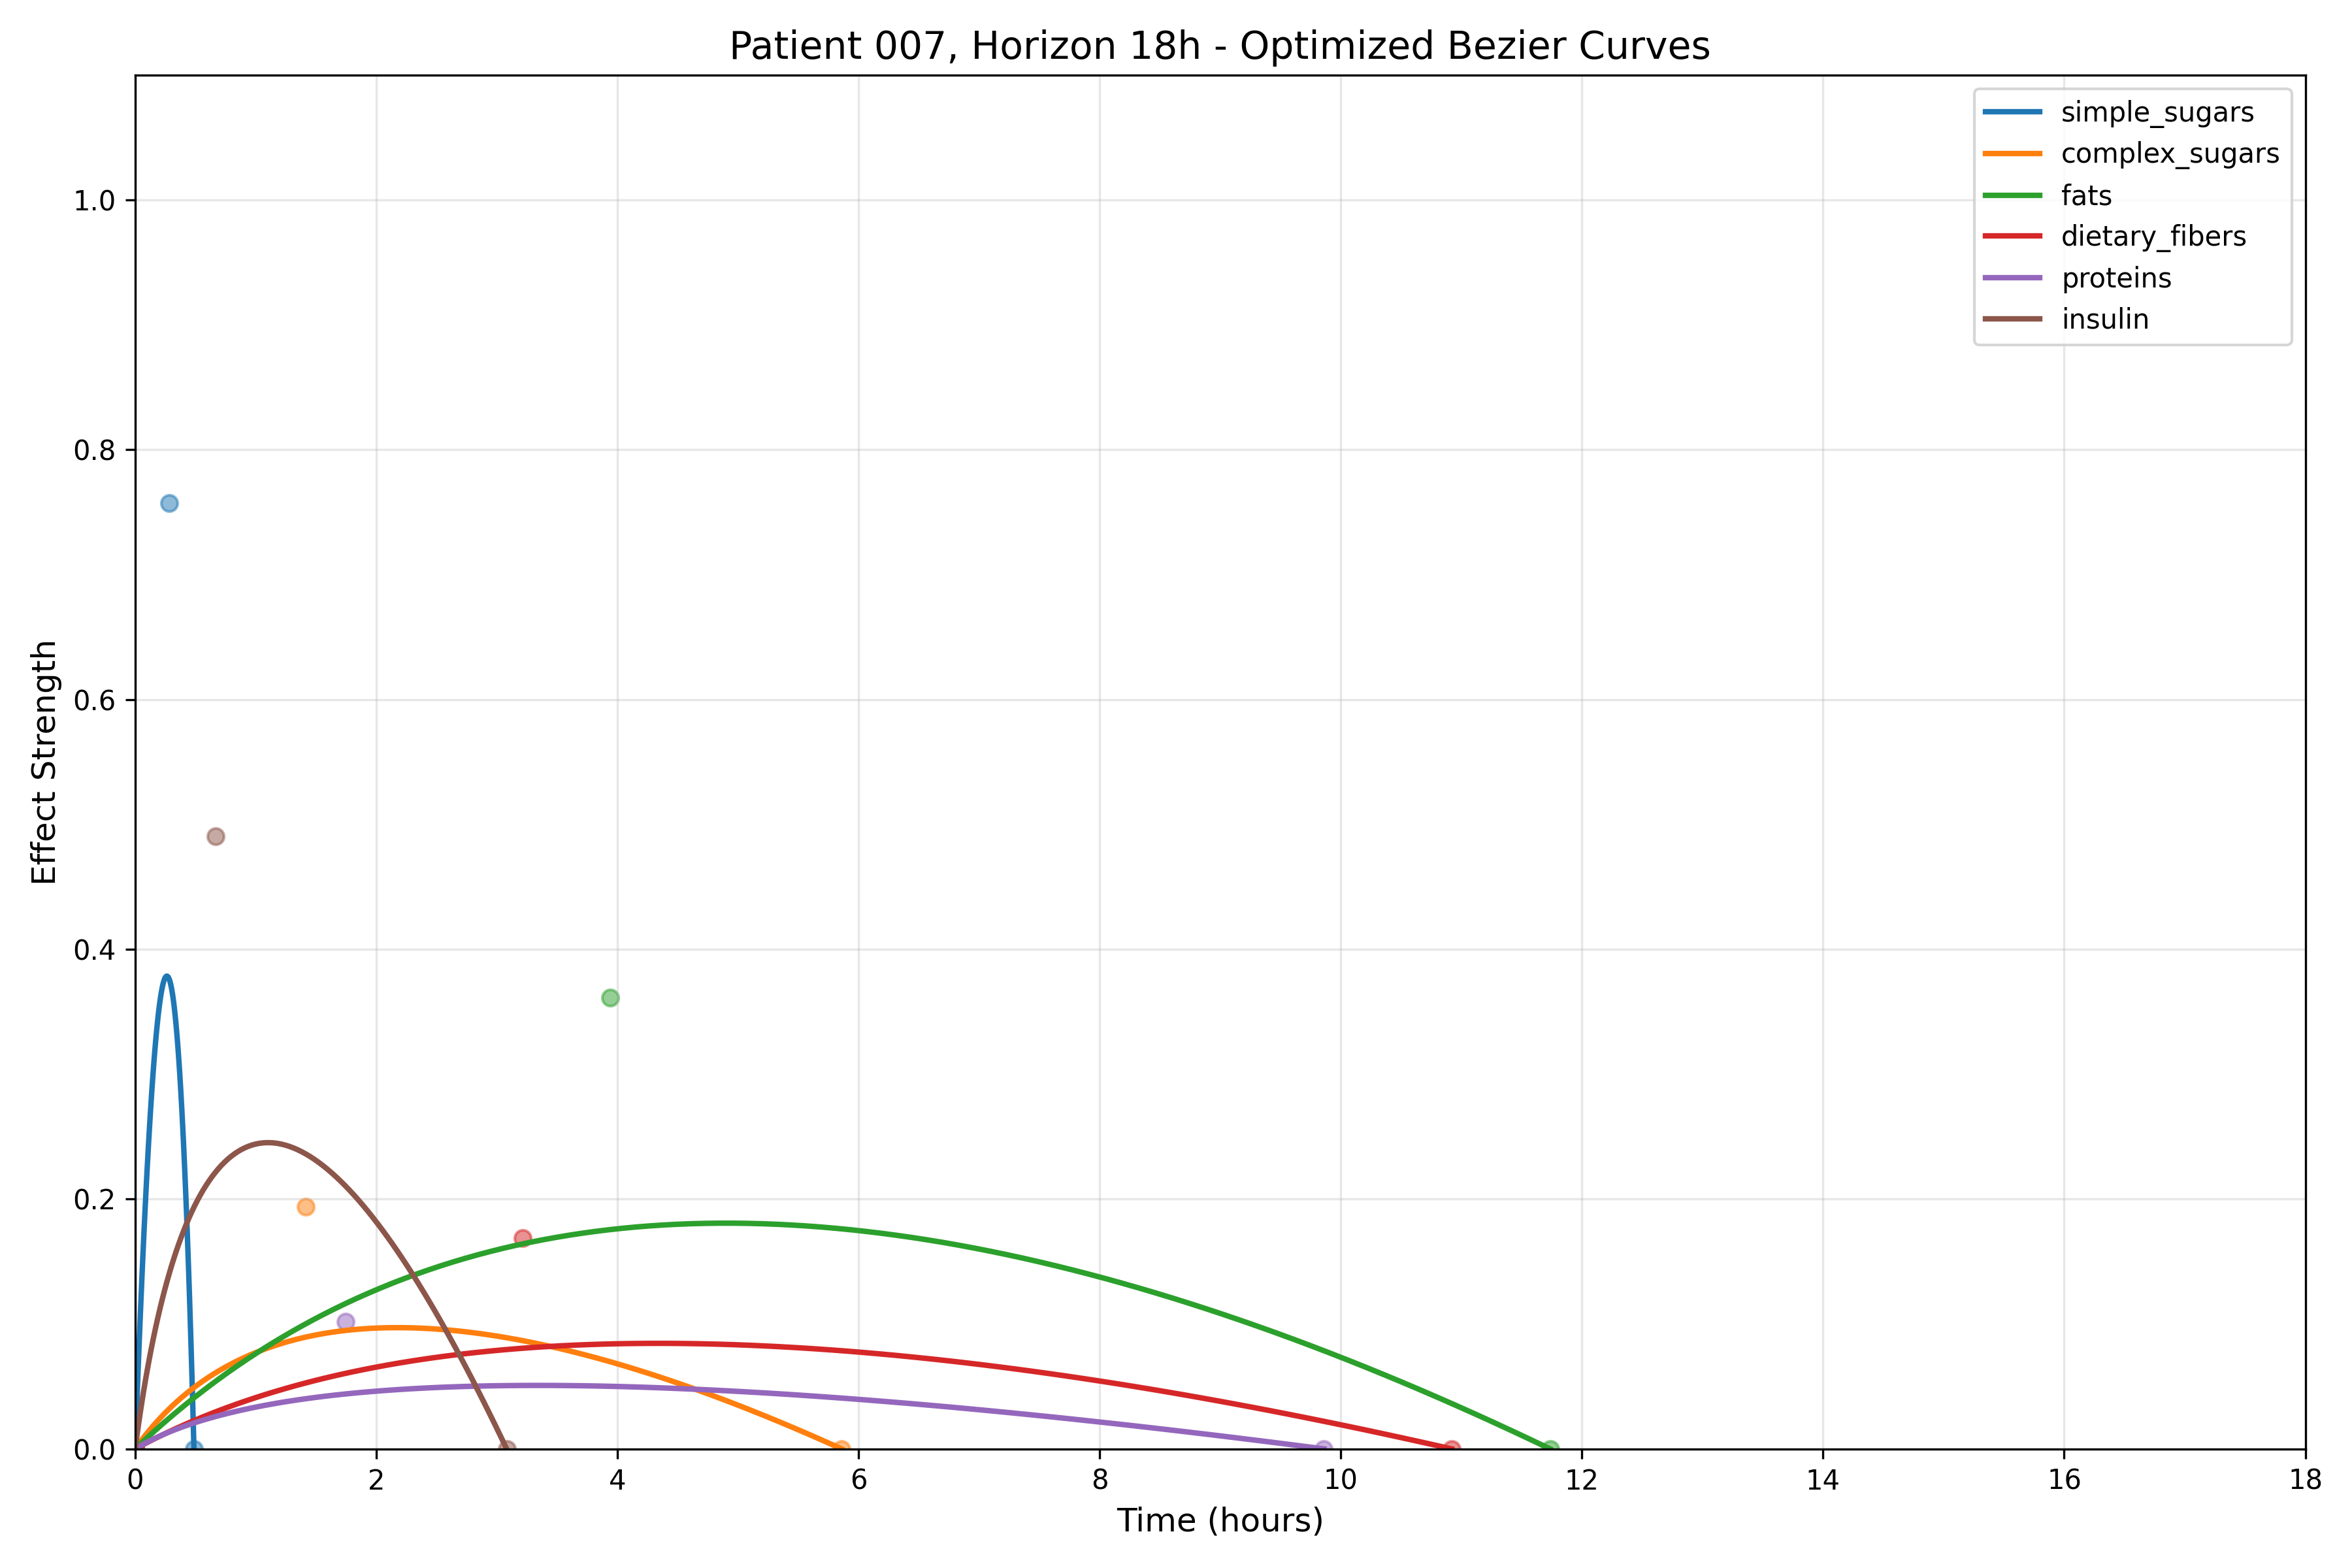 Patient 007, Horizon 18h - Optimized Bezier Curves
simple_sugars
complex_sugars
fats
dietary_fibers
proteins
insulin
Effect Strength
1.0
0.8
0.6
0.4
0.2
0.0
0 2 4 6 8 10 12 14 16 18
Time (hours)